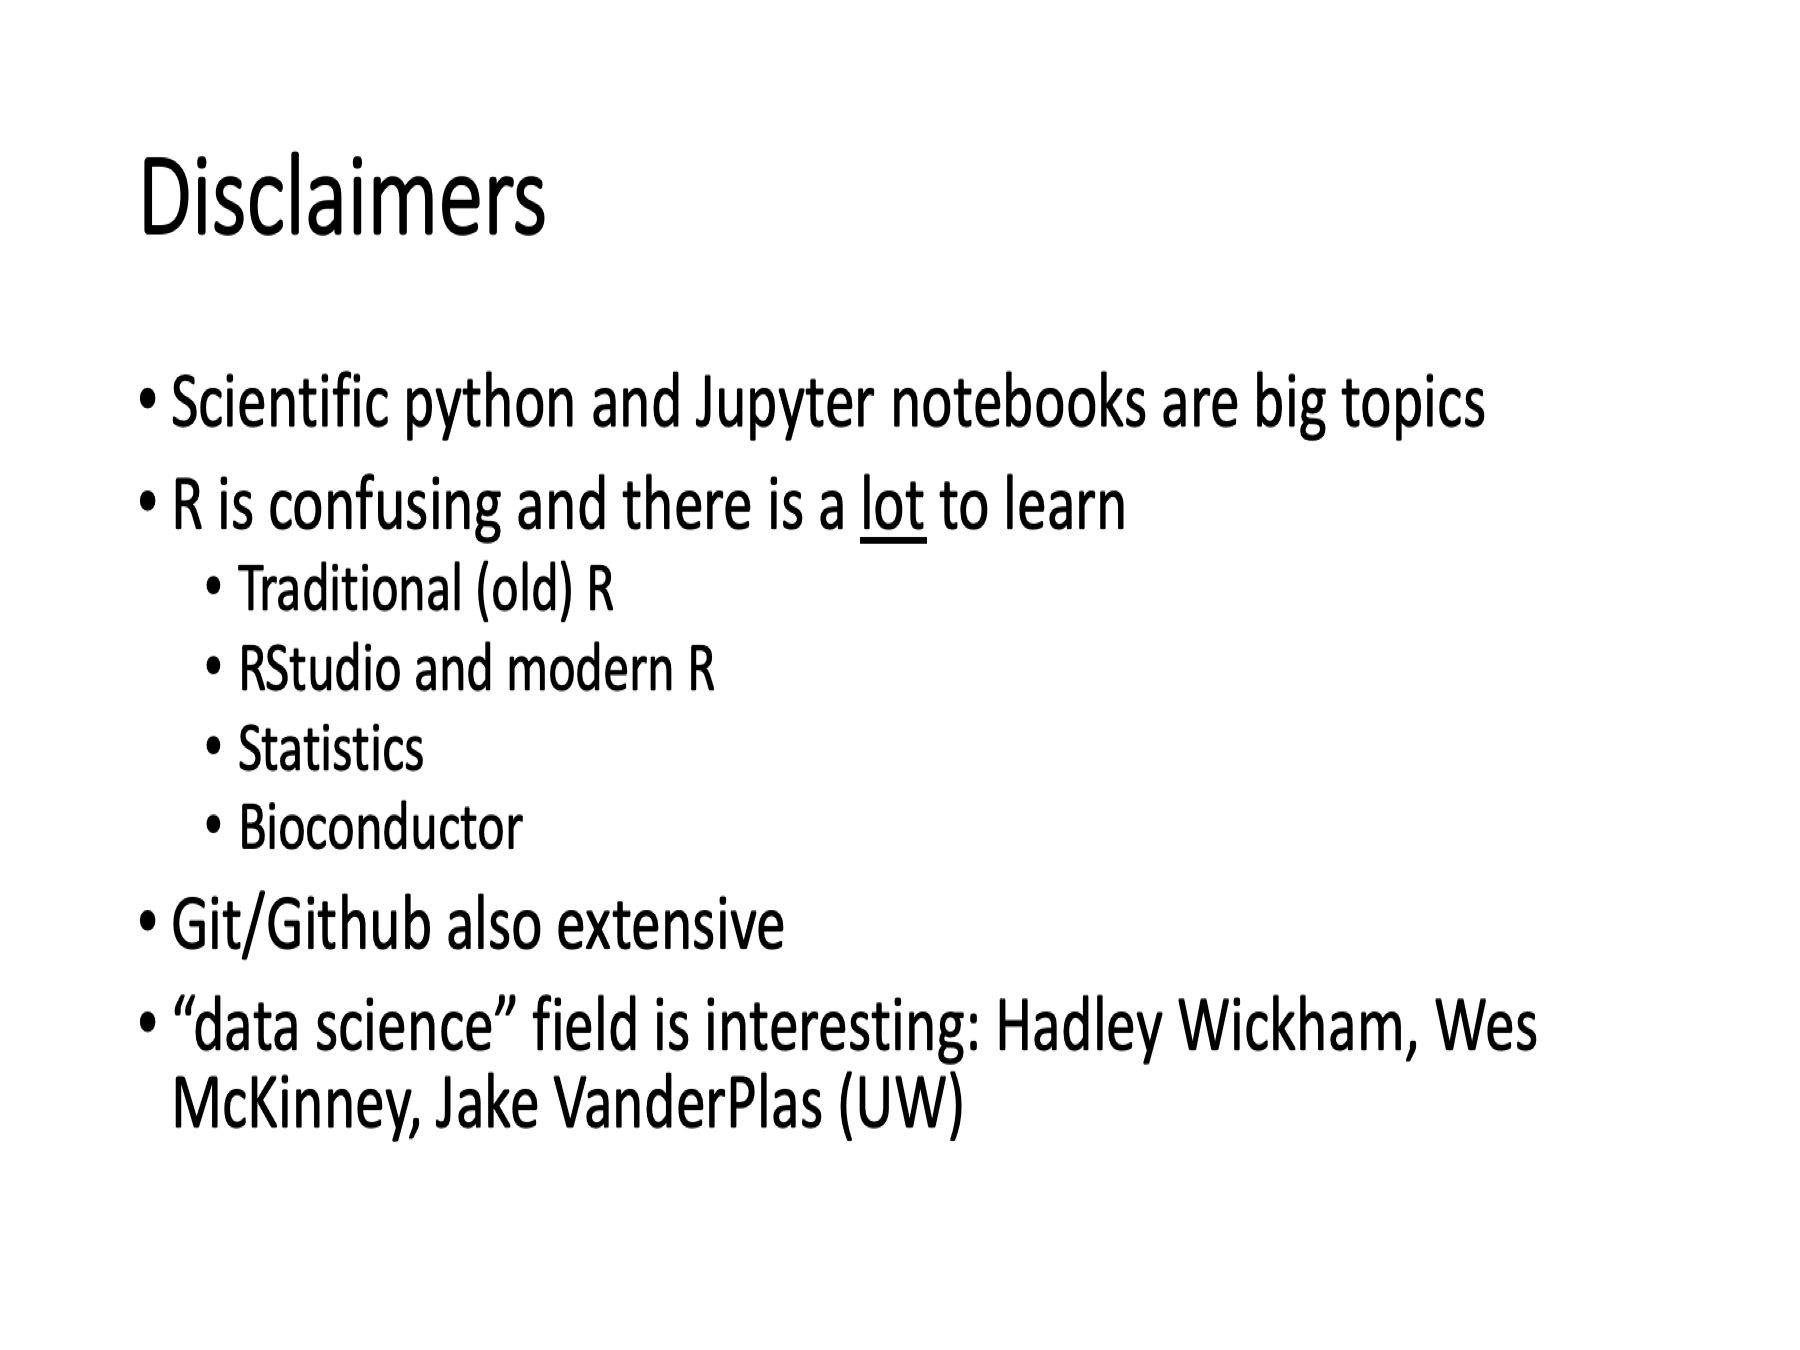 Disclaimers
• Scientific python and Jupyter notebooks are big topics
• R is confusing and there is a lot to learn
• Traditional (old) R
• RStudio and modern R
• Statistics
• Bioconductor
• Git/Github also extensive
• “data science” field is interesting: Hadley Wickham, Wes
McKinney, Jake VanderPlas (UW)